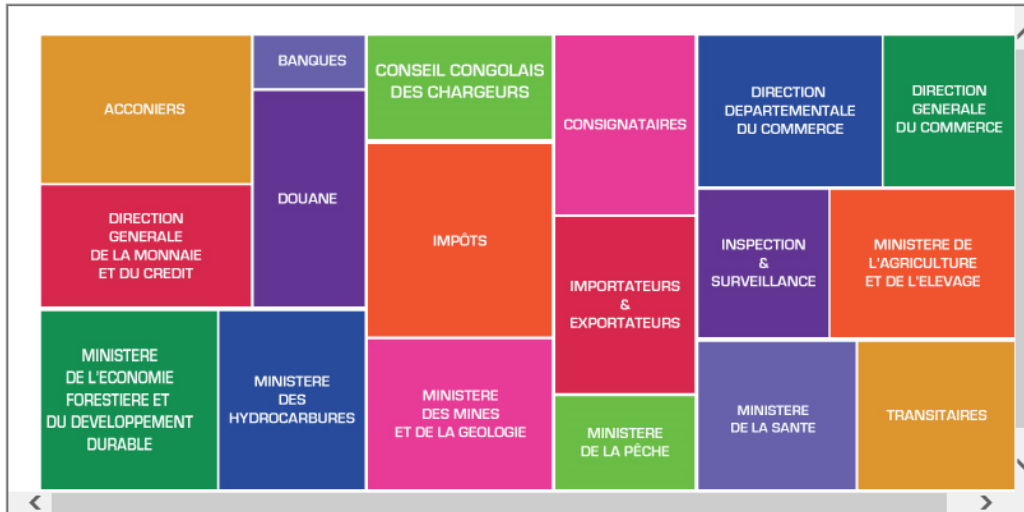 ACCONIERS
BANQUES
CONSEIL CONGOLAIS
DES CHARGEURS
CONSIGNATAIRES
DIRECTION
DEPARTEMENTALE
DU COMMERCE
DIRECTION
GENERALE
DU COMMERCE
DOUANE
DIRECTION
GENERALE
DE LA MONNAIE
ET DU CREDIT
IMPÔTS
IMPORTATEURS
&
EXPORTATEURS
INSPECTION
&
SURVEILLANCE
MINISTERE DE
L'AGRICULTURE
ET DE L'ELEVAGE
MINISTERE
DE L'ECONOMIE
FORESTIERE ET
DU DEVELOPPEMENT
DURABLE
MINISTERE
DES
HYDROCARBURES
MINISTERE
DES MINES
ET DE LA GEOLOGIE
MINISTERE
DE LA PÊCHE
MINISTERE
DE LA SANTE
TRANSITAIRES